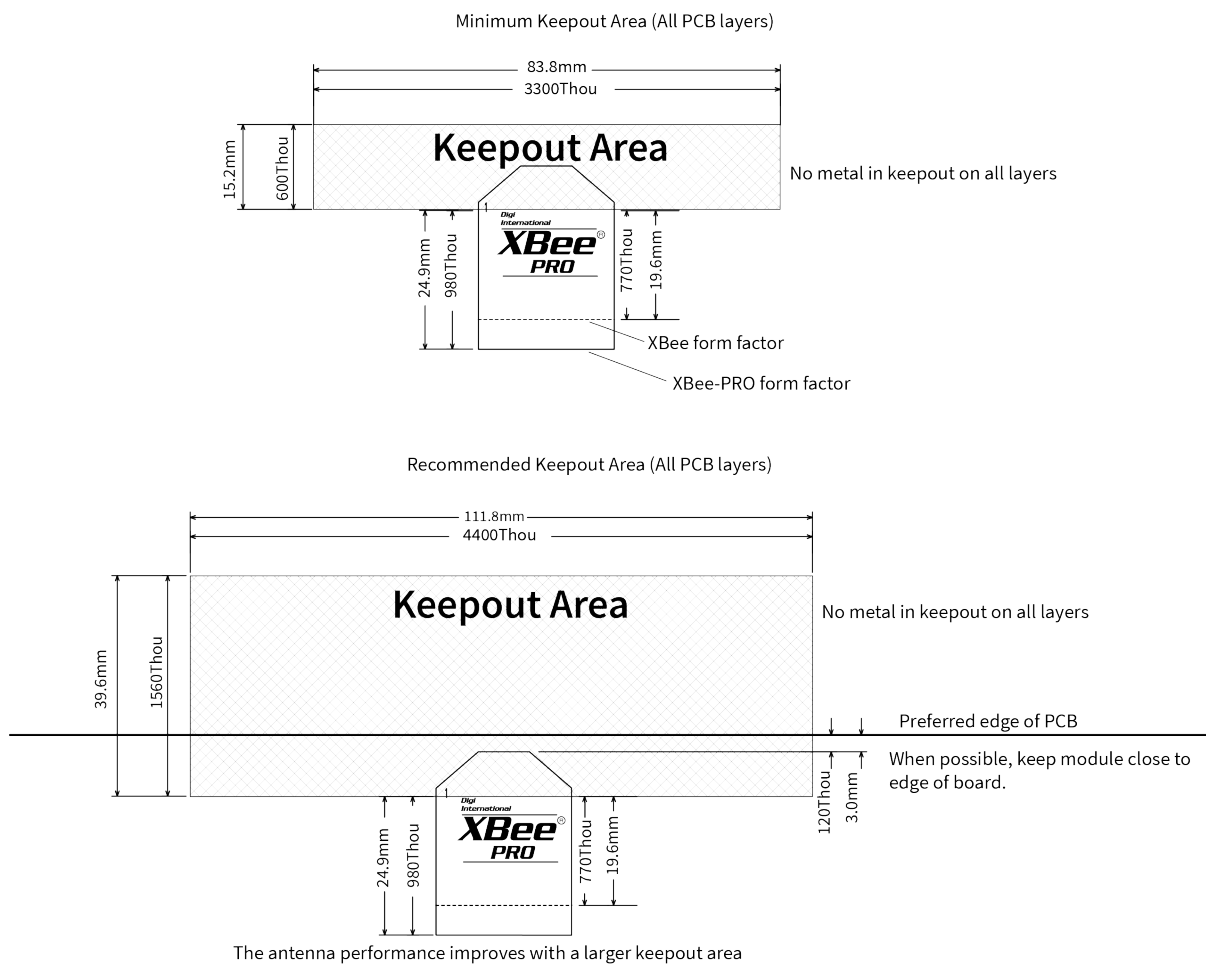 Minimum Keepout Area (All PCB layers)
83.8mm
3300Thou
Keepout Area
15.2mm
600Thou
No metal in keepout on all layers
1
Digi
International
XBee®
PRO
24.9mm
980Thou
770Thou
19.6mm
XBee form factor
XBee-PRO form factor
Recommended Keepout Area (All PCB layers)
111.8mm
4400Thou
Keepout Area
No metal in keepout on all layers
39.6mm
1560Thou
Preferred edge of PCB
When possible, keep module close to
edge of board.
120Thou
3.0mm
1
Digi
International
XBee®
PRO
24.9mm
980Thou
770Thou
19.6mm
The antenna performance improves with a larger keepout area